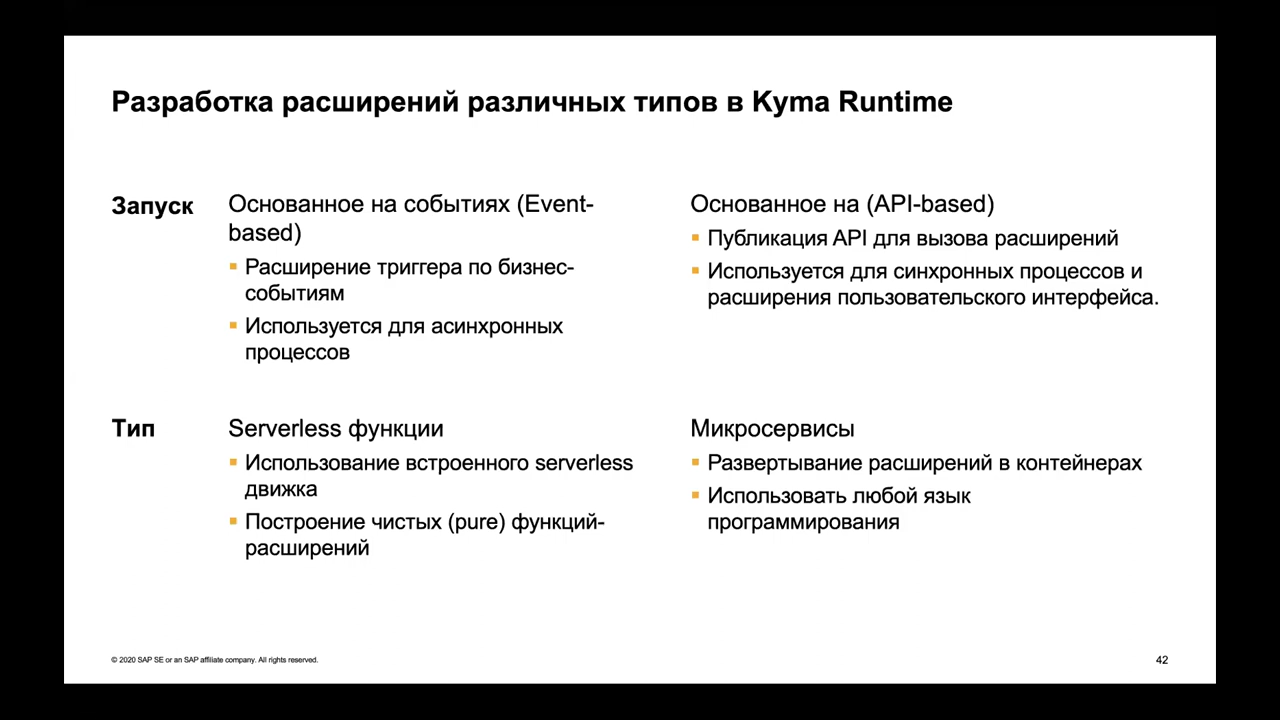 Разработка расширений различных типов в Kyma Runtime
Запуск
Основанное на событиях (Event-
based)
Расширение триггера по бизнес-
событиям
Используется для асинхронных
процессов
Основанное на (API-based)
Публикация API для вызова расширений
Используется для синхронных процессов и
расширения пользовательского интерфейса.
Тип
Serverless функции
Использование встроенного serverless
движка
Построение чистых (pure) функций-
расширений
Микросервисы
Развертывание расширений в контейнерах
Использовать любой язык
программирования
© 2020 SAP SE or an SAP affiliate company. All rights reserved.
42